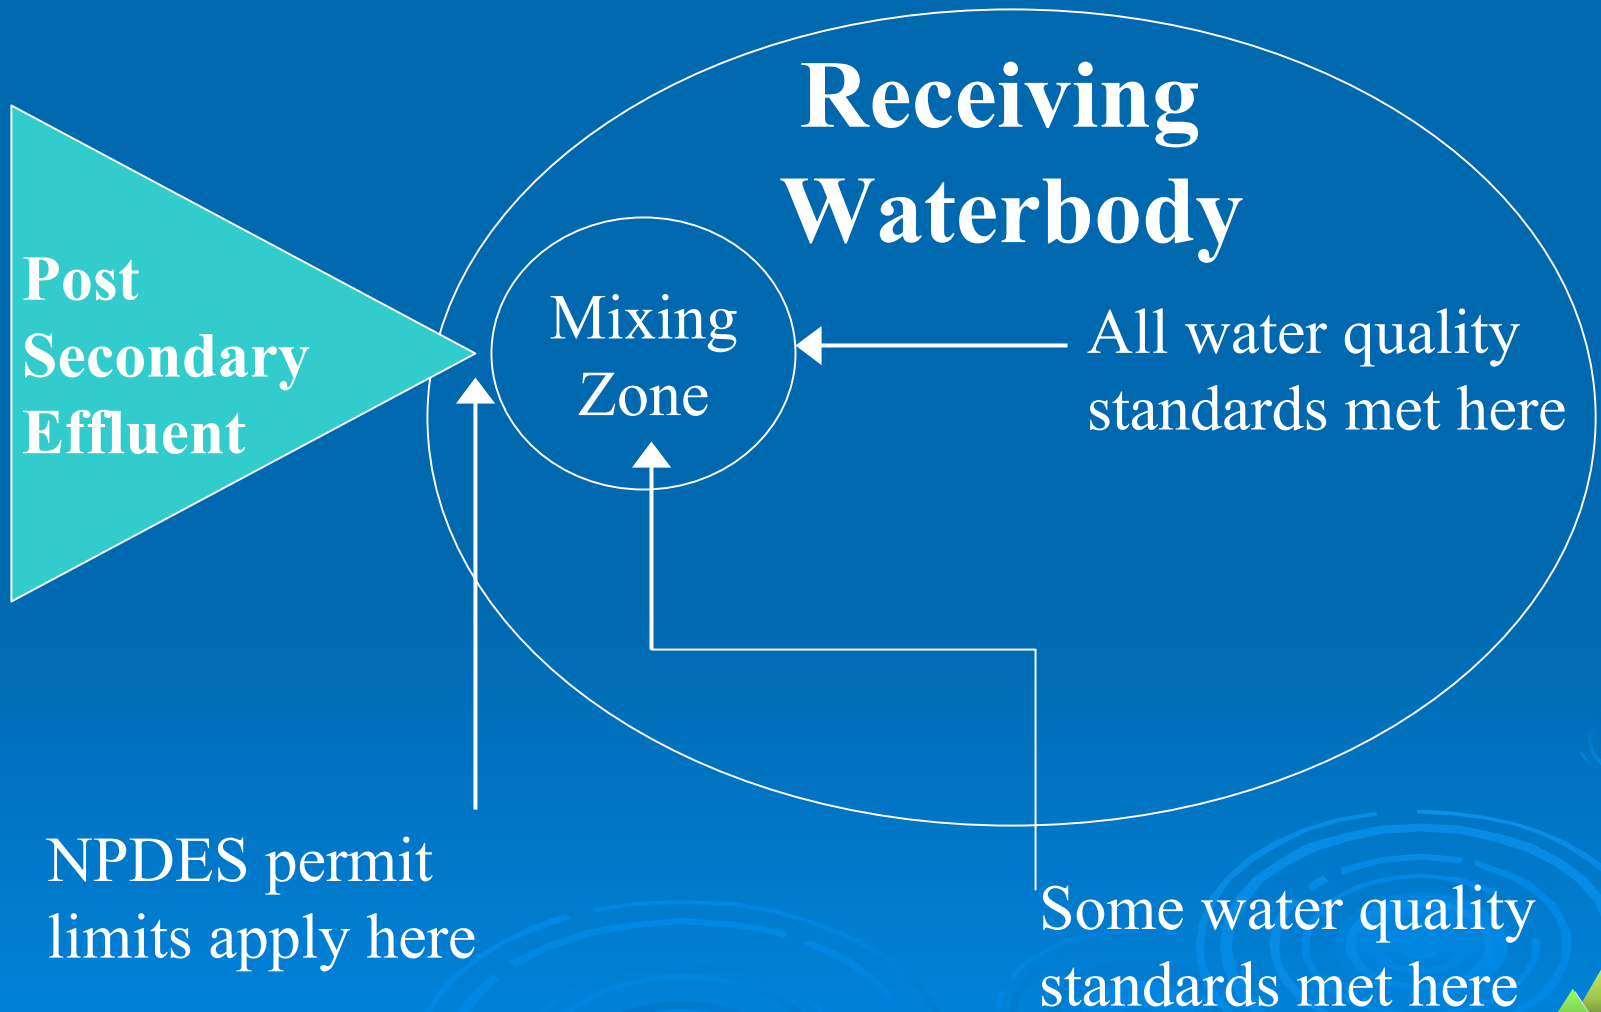 Receiving
Waterbody
Post
Secondary
Effluent
Mixing
Zone
All water quality
standards met here
NPDES permit
limits apply here
Some water quality
standards met here